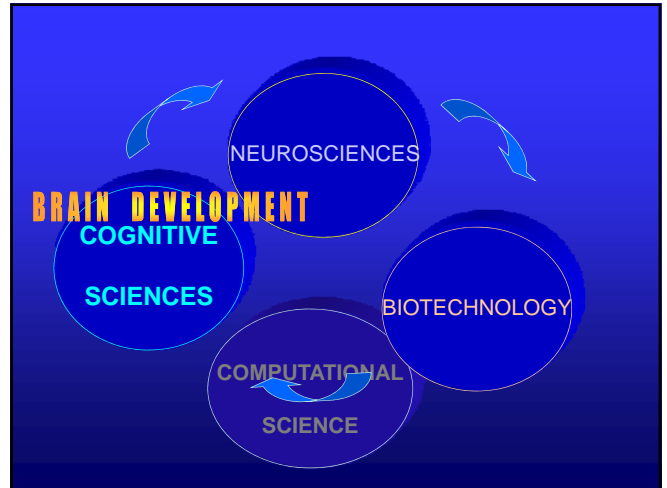 NEUROSCIENCES
BRAIN DEVELOPMENT
COGNITIVE
SCIENCES
BIOTECHNOLOGY
COMPUTATIONAL
SCIENCE